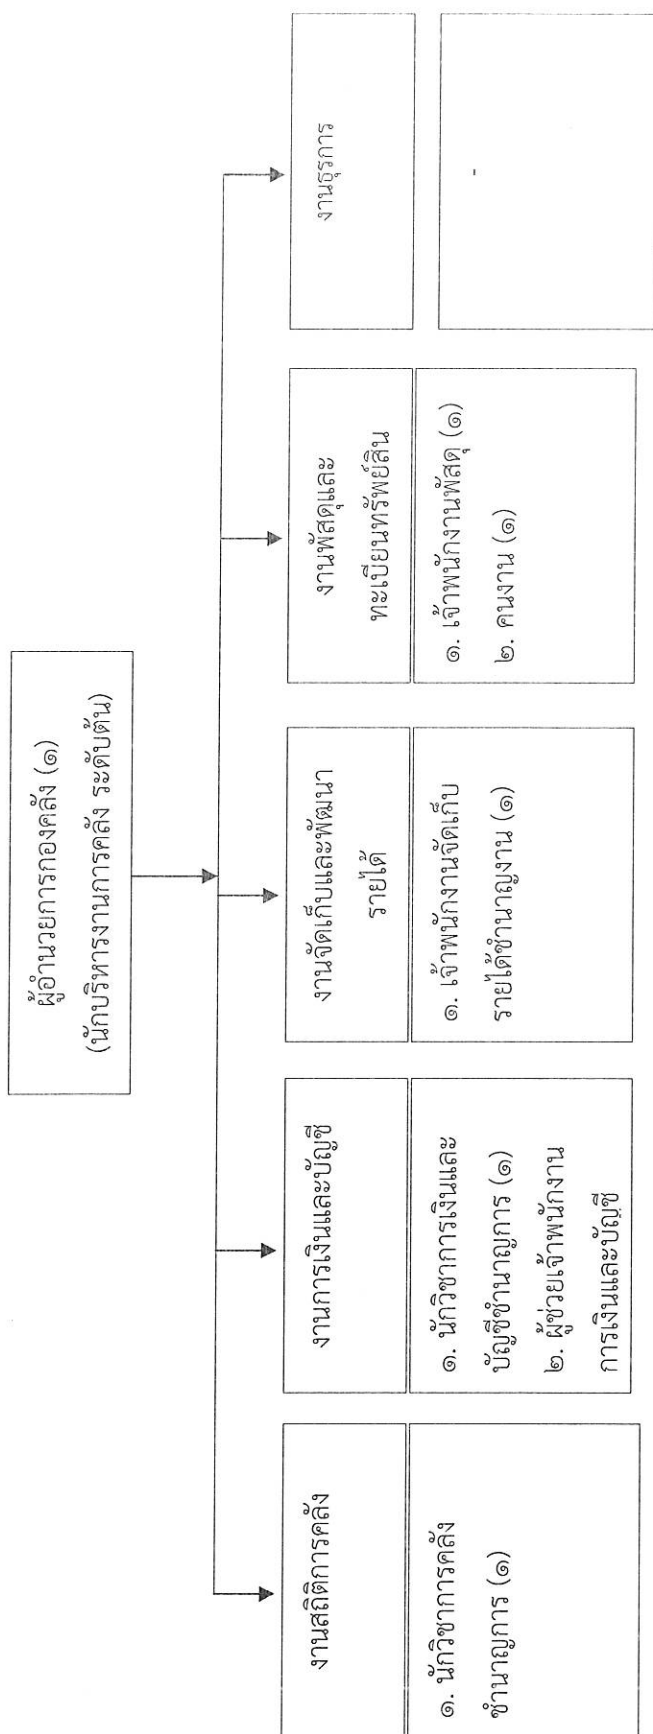 ผู้อำนวยการกองคลัง (๑)
(นักบริหารงานการคลัง ระดับต้น)
งานสถิติการคลัง
๑. นักวิชาการคลัง
ชำนาญการ (๑)
งานการเงินและบัญชี
๑. นักวิชาการเงินและ
บัญชีชำนาญการ (๑)
๒. ผู้ช่วยเจ้าพนักงาน
การเงินและบัญชี
งานจัดเก็บและพัฒนา
รายได้
๑. เจ้าพนักงานจัดเก็บ
รายได้ชำนาญงาน (๑)
งานพัสดุและ
ทะเบียนทรัพย์สิน
๑. เจ้าพนักงานพัสดุ (๑)
๒. คนงาน (๑)
งานธุรการ
-